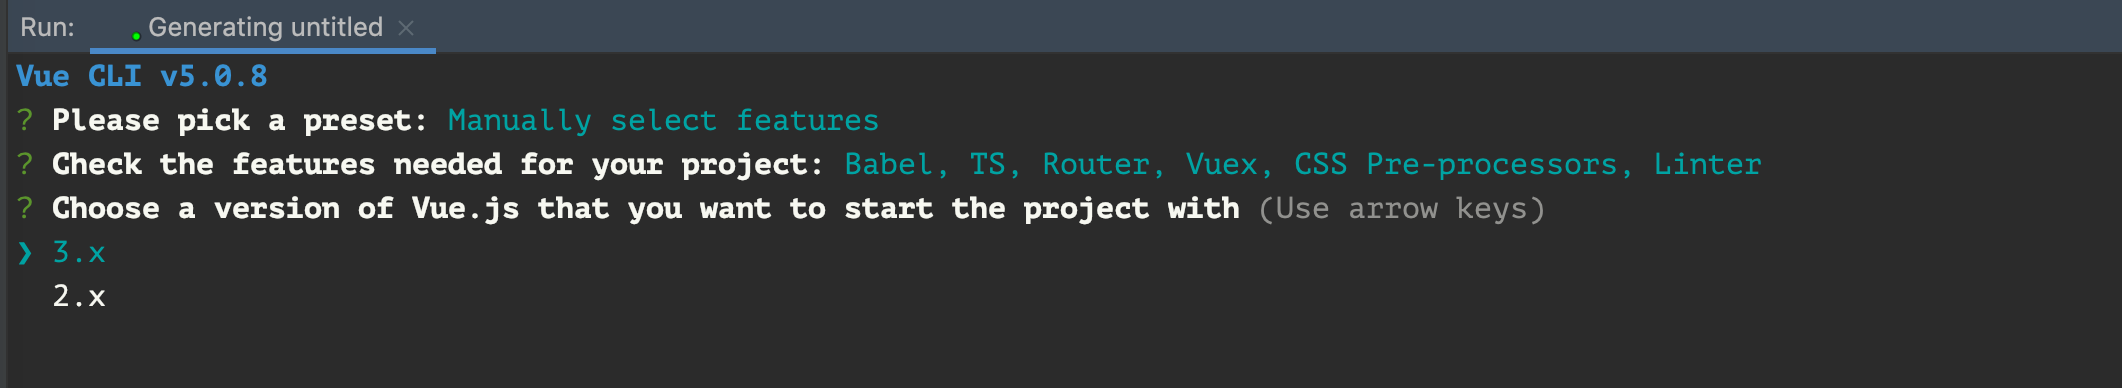 Run: Generating untitled ×
Vue CLI v5.0.8
? Please pick a preset: Manually select features
? Check the features needed for your project: Babel, TS, Router, Vuex, CSS Pre-processors, Linter
? Choose a version of Vue.js that you want to start the project with (Use arrow keys)
❯ 3.x
2.x